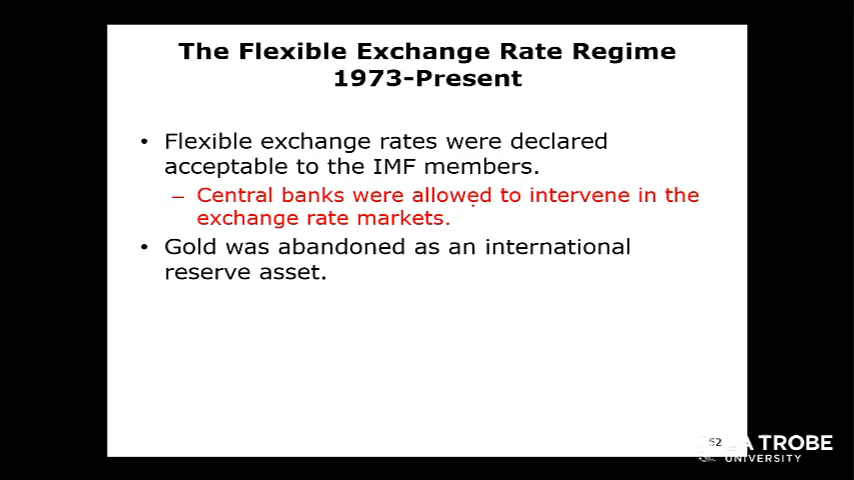 The Flexible Exchange Rate Regime
1973-Present
• Flexible exchange rates were declared
acceptable to the IMF members.
– Central banks were allowed to intervene in the
exchange rate markets.
• Gold was abandoned as an international
reserve asset.
52
LA TROBE
UNIVERSITY